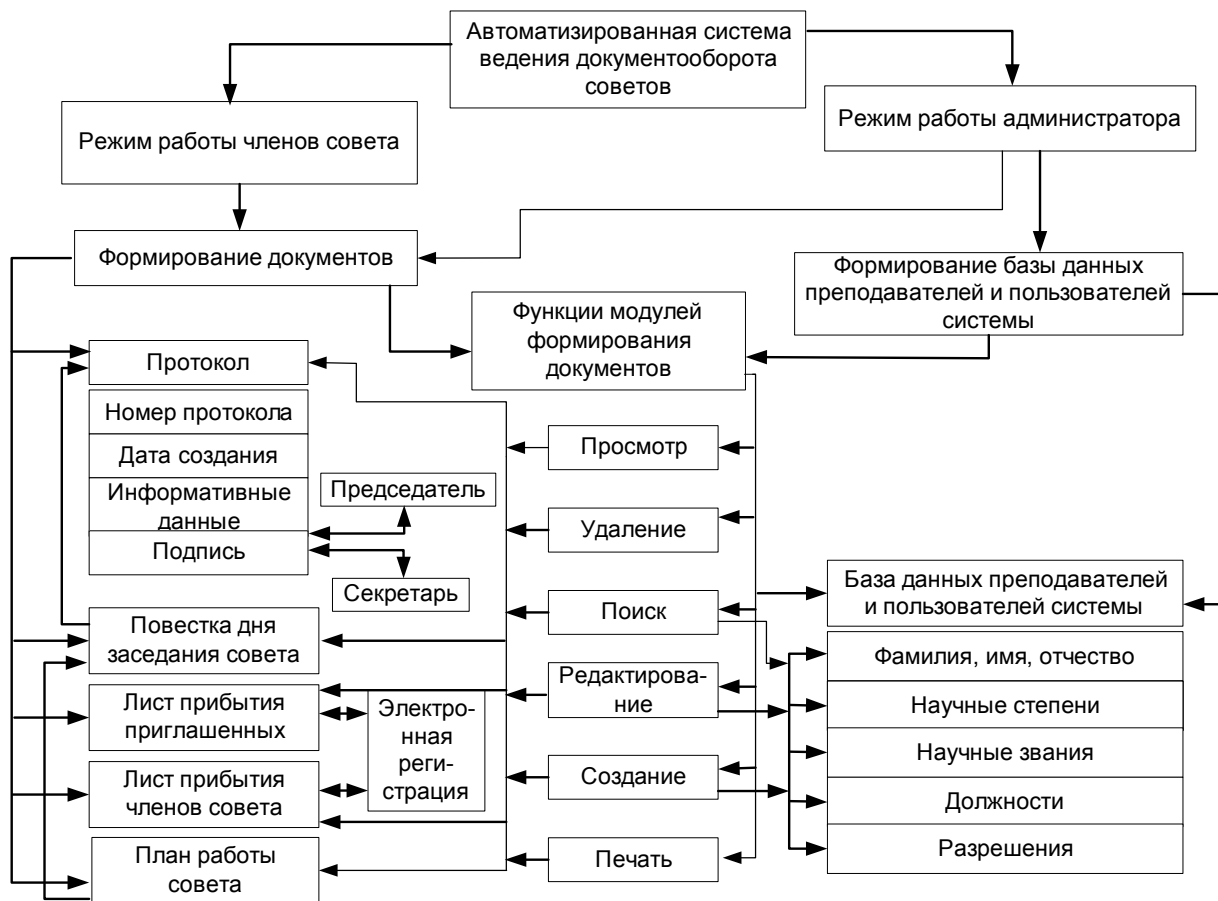 Автоматизированная система
ведения документооборота
советов
Режим работы членов совета
Режим работы администратора
Формирование документов
Формирование базы данных
преподавателей и пользователей
системы
Функции модулей
формирования
документов
Протокол
Номер протокола
Дата создания
Информативные
данные
Подпись
Председатель
Секретарь
Повестка дня
заседания совета
Лист прибытия
приглашенных
Лист прибытия
членов совета
План работы
совета
Электро-
нная
реги-
страция
Просмотр
Удаление
Поиск
Редактирова-
ние
Создание
Печать
База данных преподавателей
и пользователей системы
Фамилия, имя, отчество
Научные степени
Научные звания
Должности
Разрешения